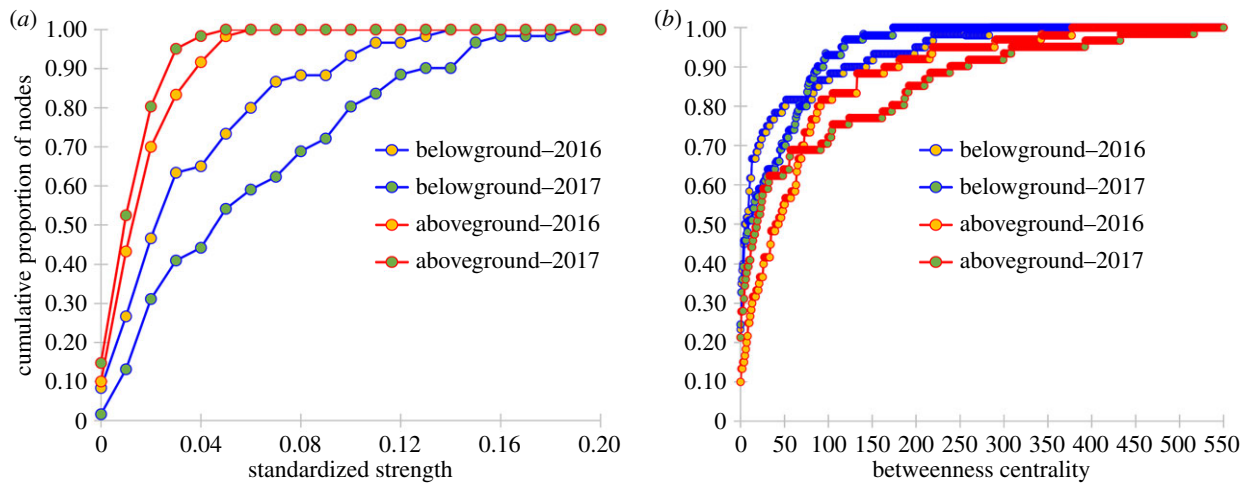 (a)
cumulative proportion of nodes
1.00
0.90
0.80
0.70
0.60
0.50
0.40
0.30
0.20
0.10
0
belowground–2016
belowground–2017
aboveground–2016
aboveground–2017
0 0.04 0.08 0.12 0.16 0.20
standardized strength
(b)
1.00
0.90
0.80
0.70
0.60
0.50
0.40
0.30
0.20
0.10
0
belowground–2016
belowground–2017
aboveground–2016
aboveground–2017
0 50 100 150 200 250 300 350 400 450 500 550
betweenness centrality